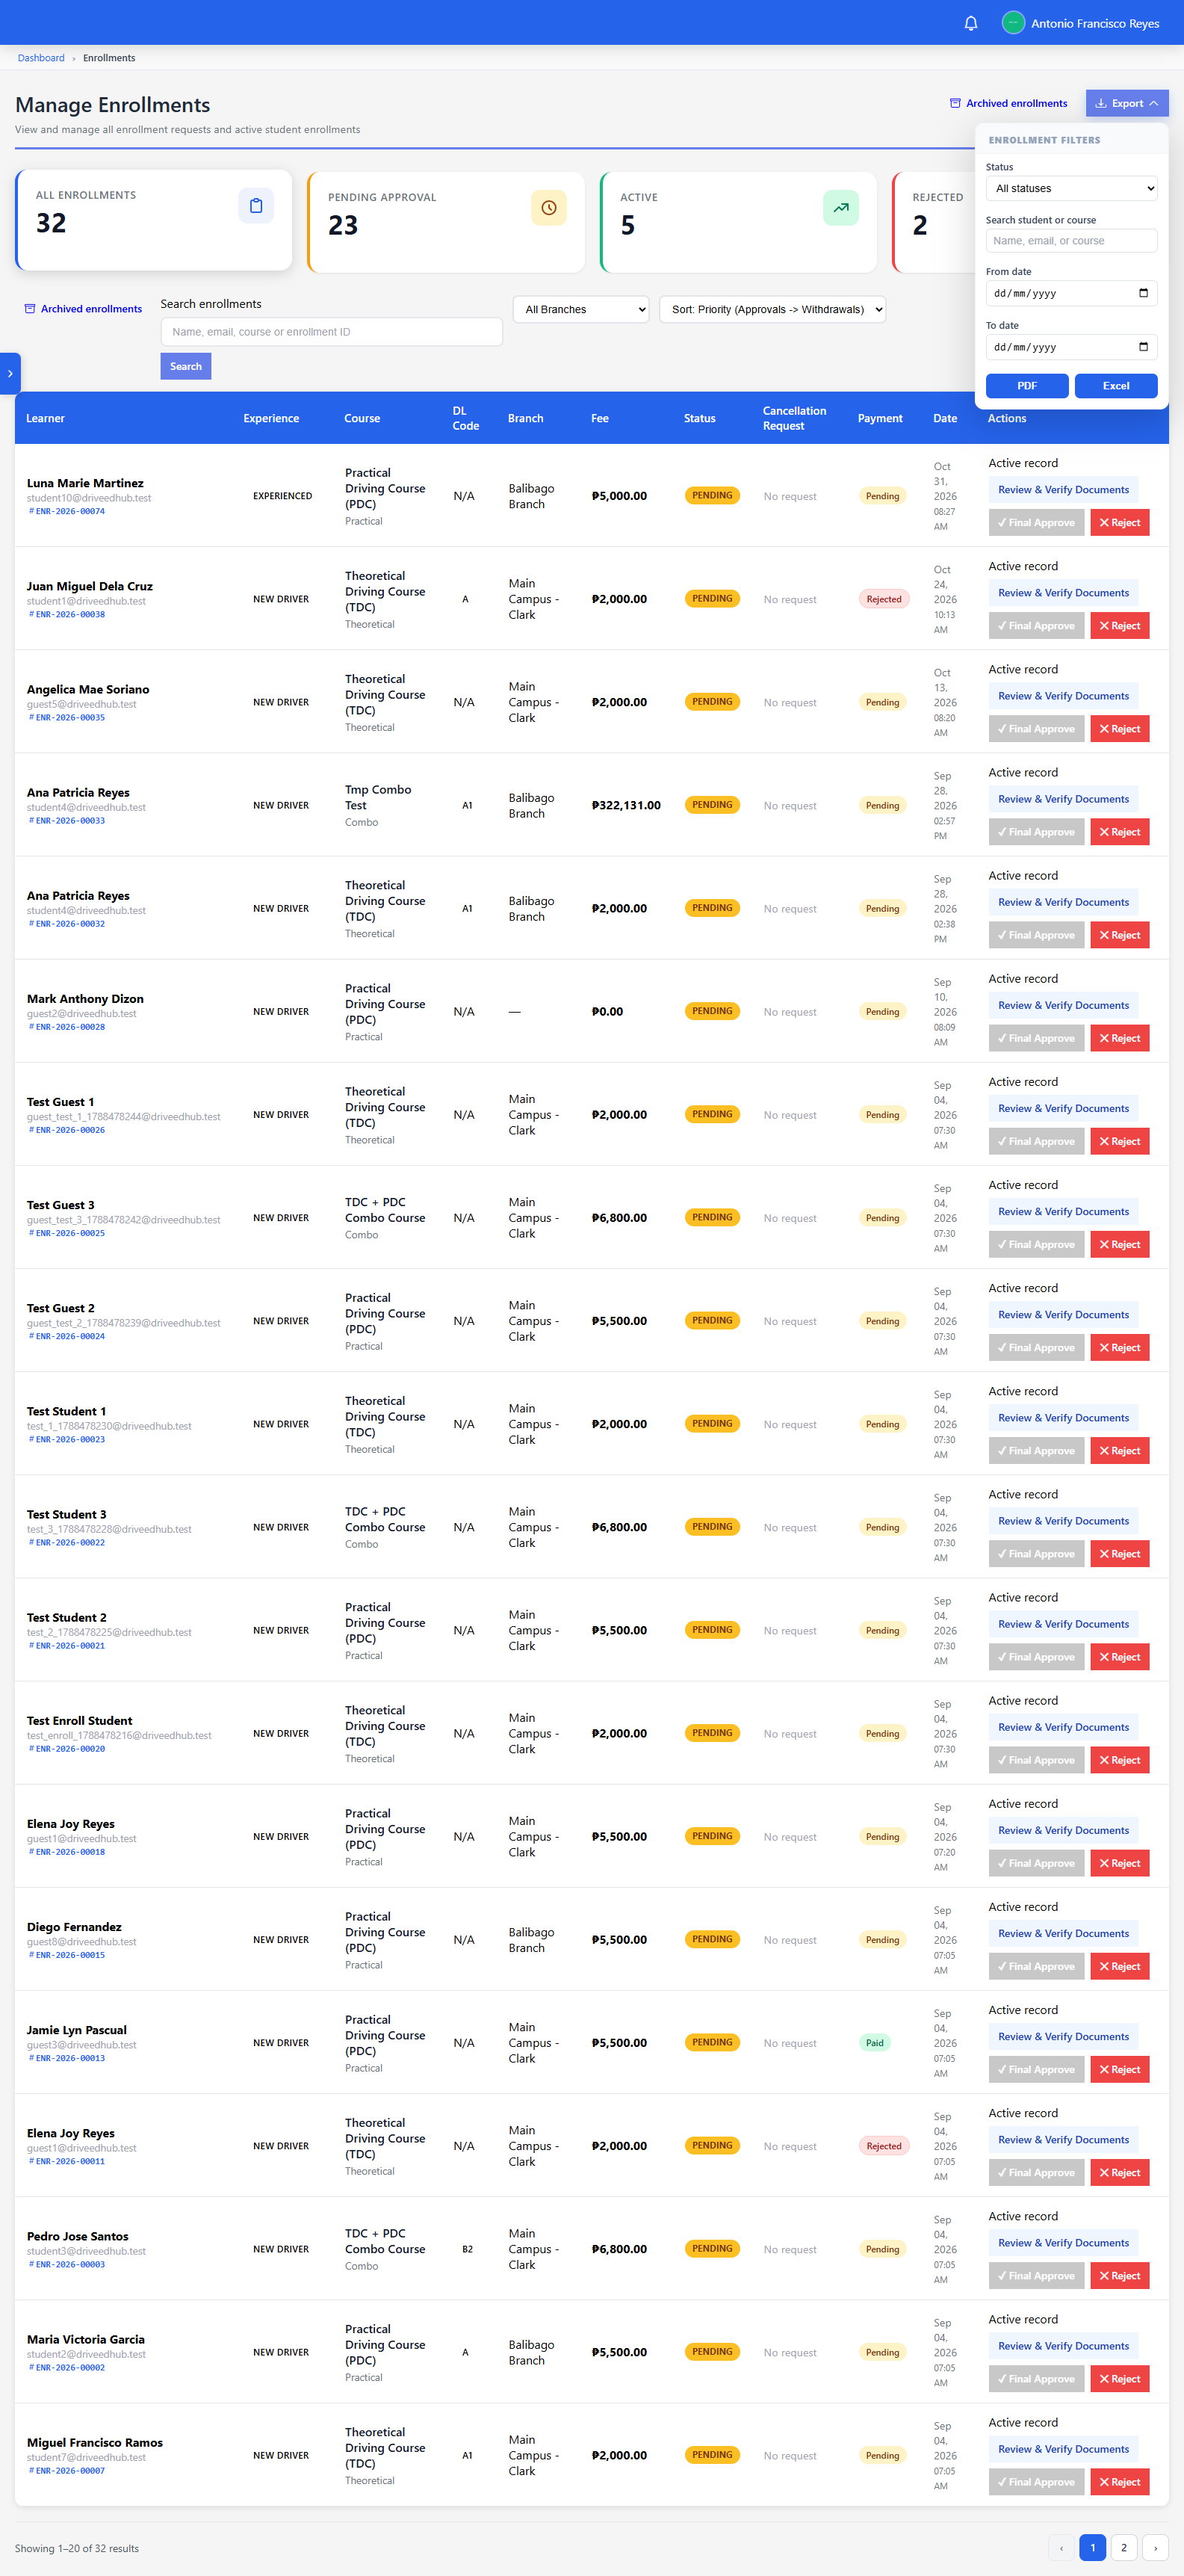 Antonio Francisco Reyes
Dashboard › Enrollments
Manage Enrollments
View and manage all enrollment requests and active student enrollments
Archived enrollments
Export
ENROLLMENT FILTERS
Status
All statuses
Search student or course
Name, email, or course
From date
dd/mm/yyyy
To date
dd/mm/yyyy
PDF Excel
ALL ENROLLMENTS
32
PENDING APPROVAL
23
ACTIVE
5
REJECTED
2
Archived enrollments
Search enrollments
Name, email, course or enrollment ID
Search
All Branches
Sort: Priority (Approvals -> Withdrawals)
Learner Experience Course DL Code Branch Fee Status Cancellation Request Payment Date Actions
Luna Marie Martinez
student10@driveedhub.test
# ENR-2026-00074
EXPERIENCED
Practical Driving Course (PDC)
Practical
N/A
Balibago Branch
₱5,000.00
PENDING
No request
Pending
Oct 31, 2026
08:27 AM
Active record
Review & Verify Documents
✓ Final Approve ✕ Reject
Juan Miguel Dela Cruz
student1@driveedhub.test
# ENR-2026-00038
NEW DRIVER
Theoretical Driving Course (TDC)
Theoretical
A
Main Campus - Clark
₱2,000.00
PENDING
No request
Rejected
Oct 24, 2026
10:13 AM
Active record
Review & Verify Documents
✓ Final Approve ✕ Reject
Angelica Mae Soriano
guest5@driveedhub.test
# ENR-2026-00035
NEW DRIVER
Theoretical Driving Course (TDC)
Theoretical
N/A
Main Campus - Clark
₱2,000.00
PENDING
No request
Pending
Oct 13, 2026
08:20 AM
Active record
Review & Verify Documents
✓ Final Approve ✕ Reject
Ana Patricia Reyes
student4@driveedhub.test
# ENR-2026-00033
NEW DRIVER
Tmp Combo Test
Combo
A1
Balibago Branch
₱322,131.00
PENDING
No request
Pending
Sep 28, 2026
02:57 PM
Active record
Review & Verify Documents
✓ Final Approve ✕ Reject
Ana Patricia Reyes
student4@driveedhub.test
# ENR-2026-00032
NEW DRIVER
Theoretical Driving Course (TDC)
Theoretical
A1
Balibago Branch
₱2,000.00
PENDING
No request
Pending
Sep 28, 2026
02:38 PM
Active record
Review & Verify Documents
✓ Final Approve ✕ Reject
Mark Anthony Dizon
guest2@driveedhub.test
# ENR-2026-00028
NEW DRIVER
Practical Driving Course (PDC)
Practical
N/A
—
₱0.00
PENDING
No request
Pending
Sep 10, 2026
08:09 AM
Active record
Review & Verify Documents
✓ Final Approve ✕ Reject
Test Guest 1
guest_test_1_1788478244@driveedhub.test
# ENR-2026-00026
NEW DRIVER
Theoretical Driving Course (TDC)
Theoretical
N/A
Main Campus - Clark
₱2,000.00
PENDING
No request
Pending
Sep 04, 2026
07:30 AM
Active record
Review & Verify Documents
✓ Final Approve ✕ Reject
Test Guest 3
guest_test_3_1788478242@driveedhub.test
# ENR-2026-00025
NEW DRIVER
TDC + PDC Combo Course
Combo
N/A
Main Campus - Clark
₱6,800.00
PENDING
No request
Pending
Sep 04, 2026
07:30 AM
Active record
Review & Verify Documents
✓ Final Approve ✕ Reject
Test Guest 2
guest_test_2_1788478239@driveedhub.test
# ENR-2026-00024
NEW DRIVER
Practical Driving Course (PDC)
Practical
N/A
Main Campus - Clark
₱5,500.00
PENDING
No request
Pending
Sep 04, 2026
07:30 AM
Active record
Review & Verify Documents
✓ Final Approve ✕ Reject
Test Student 1
test_1_1788478230@driveedhub.test
# ENR-2026-00023
NEW DRIVER
Theoretical Driving Course (TDC)
Theoretical
N/A
Main Campus - Clark
₱2,000.00
PENDING
No request
Pending
Sep 04, 2026
07:30 AM
Active record
Review & Verify Documents
✓ Final Approve ✕ Reject
Test Student 3
test_3_1788478228@driveedhub.test
# ENR-2026-00022
NEW DRIVER
TDC + PDC Combo Course
Combo
N/A
Main Campus - Clark
₱6,800.00
PENDING
No request
Pending
Sep 04, 2026
07:30 AM
Active record
Review & Verify Documents
✓ Final Approve ✕ Reject
Test Student 2
test_2_1788478225@driveedhub.test
# ENR-2026-00021
NEW DRIVER
Practical Driving Course (PDC)
Practical
N/A
Main Campus - Clark
₱5,500.00
PENDING
No request
Pending
Sep 04, 2026
07:30 AM
Active record
Review & Verify Documents
✓ Final Approve ✕ Reject
Test Enroll Student
test_enroll_1788478216@driveedhub.test
# ENR-2026-00020
NEW DRIVER
Theoretical Driving Course (TDC)
Theoretical
N/A
Main Campus - Clark
₱2,000.00
PENDING
No request
Pending
Sep 04, 2026
07:30 AM
Active record
Review & Verify Documents
✓ Final Approve ✕ Reject
Elena Joy Reyes
guest1@driveedhub.test
# ENR-2026-00018
NEW DRIVER
Practical Driving Course (PDC)
Practical
N/A
Main Campus - Clark
₱5,500.00
PENDING
No request
Pending
Sep 04, 2026
07:20 AM
Active record
Review & Verify Documents
✓ Final Approve ✕ Reject
Diego Fernandez
guest8@driveedhub.test
# ENR-2026-00015
NEW DRIVER
Practical Driving Course (PDC)
Practical
N/A
Balibago Branch
₱5,500.00
PENDING
No request
Pending
Sep 04, 2026
07:05 AM
Active record
Review & Verify Documents
✓ Final Approve ✕ Reject
Jamie Lyn Pascual
guest3@driveedhub.test
# ENR-2026-00013
NEW DRIVER
Practical Driving Course (PDC)
Practical
N/A
Main Campus - Clark
₱5,500.00
PENDING
No request
Paid
Sep 04, 2026
07:05 AM
Active record
Review & Verify Documents
✓ Final Approve ✕ Reject
Elena Joy Reyes
guest1@driveedhub.test
# ENR-2026-00011
NEW DRIVER
Theoretical Driving Course (TDC)
Theoretical
N/A
Main Campus - Clark
₱2,000.00
PENDING
No request
Rejected
Sep 04, 2026
07:05 AM
Active record
Review & Verify Documents
✓ Final Approve ✕ Reject
Pedro Jose Santos
student3@driveedhub.test
# ENR-2026-00003
NEW DRIVER
TDC + PDC Combo Course
Combo
B2
Main Campus - Clark
₱6,800.00
PENDING
No request
Pending
Sep 04, 2026
07:05 AM
Active record
Review & Verify Documents
✓ Final Approve ✕ Reject
Maria Victoria Garcia
student2@driveedhub.test
# ENR-2026-00002
NEW DRIVER
Practical Driving Course (PDC)
Practical
A
Balibago Branch
₱5,500.00
PENDING
No request
Pending
Sep 04, 2026
07:05 AM
Active record
Review & Verify Documents
✓ Final Approve ✕ Reject
Miguel Francisco Ramos
student7@driveedhub.test
# ENR-2026-00007
NEW DRIVER
Theoretical Driving Course (TDC)
Theoretical
A1
Main Campus - Clark
₱2,000.00
PENDING
No request
Pending
Sep 04, 2026
07:05 AM
Active record
Review & Verify Documents
✓ Final Approve ✕ Reject
Showing 1–20 of 32 results
‹ 1 2 ›